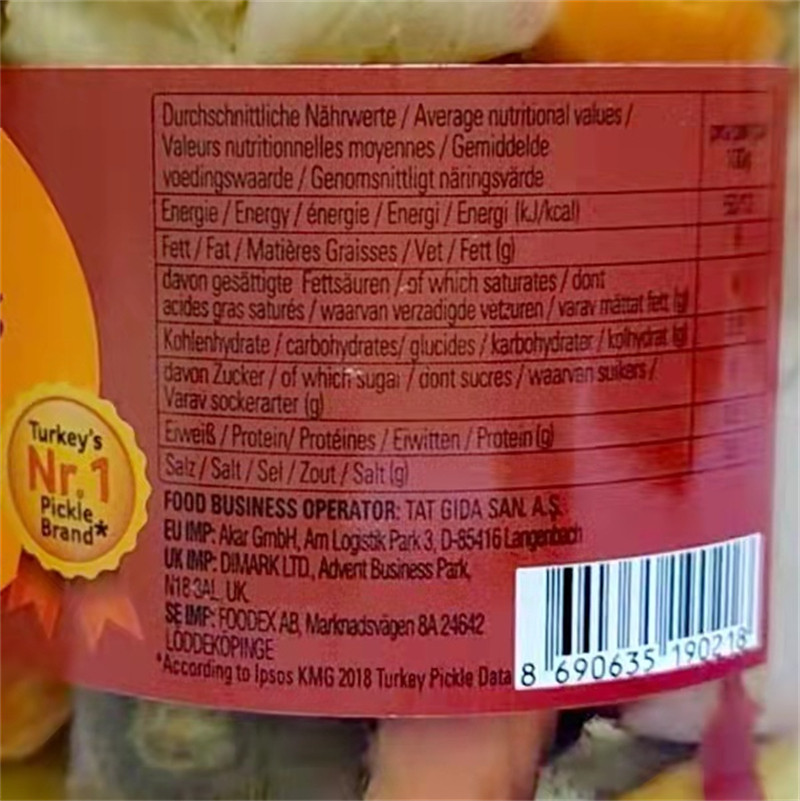 Durchschnittliche Nährwerte / Average nutritional values /
Valeurs nutritionnelles moyennes / Gemiddelde
voedingswaarde / Genomsnittligt näringsvärde
Energie / Energy / énergie / Energi / Energi (kJ/kcal)
Fett / Fat / Matières Graisses / Vet / Fett (g)
davon gesättigte Fettsäuren / of which saturates / dont
acides gras saturés / waarvan verzadigde vetzuren / varav mättat fett (g)
Kohlenhydrate / carbohydrates/ glucides / karbohydrater / kolhydrat (g)
davon Zucker / of which sugar / dont sucres / waarvan suikers /
Varav sockerarter (g)
Eiweiß / Protein/ Protéines / Eiwitten / Protein (g)
Salz / Salt / Sel / Zout / Salt (g)
FOOD BUSINESS OPERATOR: TAT GIDA SAN. A.Ş.
EU IMP: Akar GmbH, Am Logistik Park 3, D-85416 Langenbach
UK IMP: DIMARK LTD., Advent Business Park,
N18 3AL UK
SE IMP: FOODEX AB, Marknadsvägen 8A 24642
LÖDDEKÖPINGE
*According to Ipsos KMG 2018 Turkey Pickle Data
8 690635 190218
Turkey's
Nr. 1
Pickle
Brand*